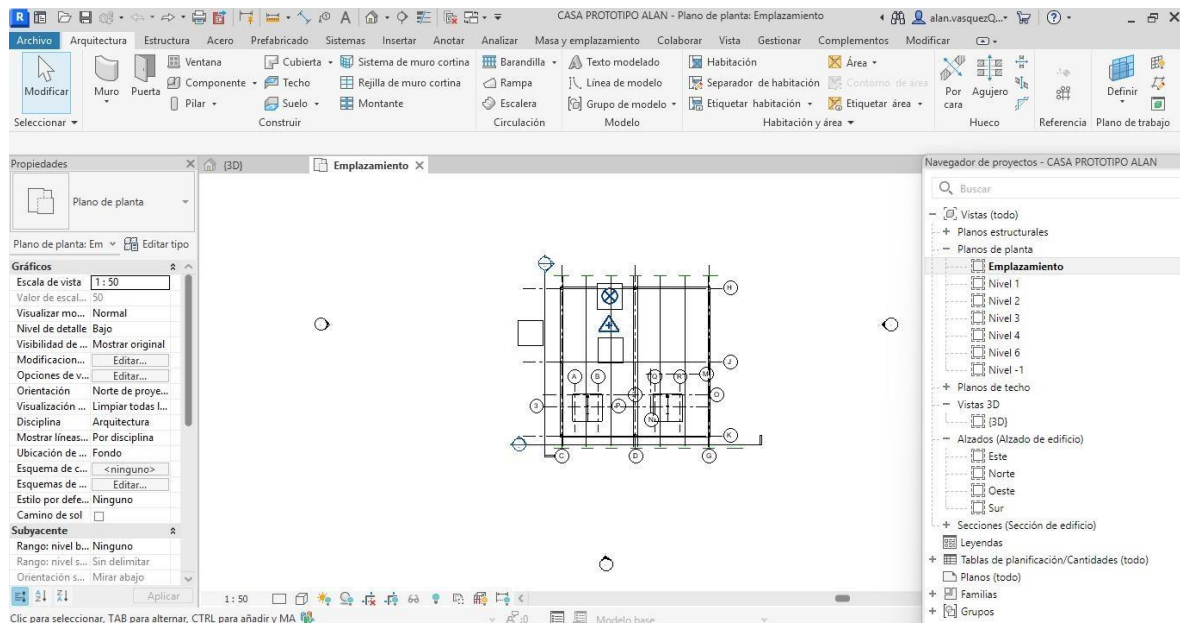 CASA PROTOTIPO ALAN - Plano de planta: Emplazamiento
alan.vasquezQ...
Archivo Arquitectura Estructura Acero Prefabricado Sistemas Insertar Anotar Analizar Masa y emplazamiento Colaborar Vista Gestionar Complementos Modificar
Modificar
Muro
Puerta
Ventana
Componente
Pilar
Cubierta
Techo
Suelo
Sistema de muro cortina
Rejilla de muro cortina
Montante
Barandilla
Rampa
Escalera
Texto modelado
Línea de modelo
Grupo de modelo
Habitación
Separador de habitación
Etiquetar habitación
Área
Contorno de área
Etiquetar área
Por cara
Agujero
Definir
Seleccionar Construir Circulación Modelo Habitación y área Hueco Referencia Plano de trabajo
Propiedades
Plano de planta
Plano de planta: Em Editar tipo
Gráficos
Escala de vista 1 : 50
Valor de escal... 50
Visualizar mo... Normal
Nivel de detalle Bajo
Visibilidad de ... Mostrar original
Modificacion... Editar...
Opciones de v... Editar...
Orientación Norte de proye...
Visualización ... Limpiar todas l...
Disciplina Arquitectura
Mostrar líneas... Por disciplina
Ubicación de ... Fondo
Esquema de c... <ninguno>
Esquemas de ... Editar...
Estilo por defe... Ninguno
Camino de sol
Subyacente
Rango: nivel b... Ninguno
Rango: nivel s... Sin delimitar
Orientación s... Mirar abajo
Aplicar
{3D}
Emplazamiento
H
J
A B Q R M
O
3 P
N
K
C D G
1 : 50
Clic para seleccionar, TAB para alternar, CTRL para añadir y MA
:0
Modelo base
Navegador de proyectos - CASA PROTOTIPO ALAN
Buscar
Vistas (todo)
Planos estructurales
Planos de planta
Emplazamiento
Nivel 1
Nivel 2
Nivel 3
Nivel 4
Nivel 6
Nivel -1
Planos de techo
Vistas 3D
{3D}
Alzados (Alzado de edificio)
Este
Norte
Oeste
Sur
Secciones (Sección de edificio)
Leyendas
Tablas de planificación/Cantidades (todo)
Planos (todo)
Familias
Grupos